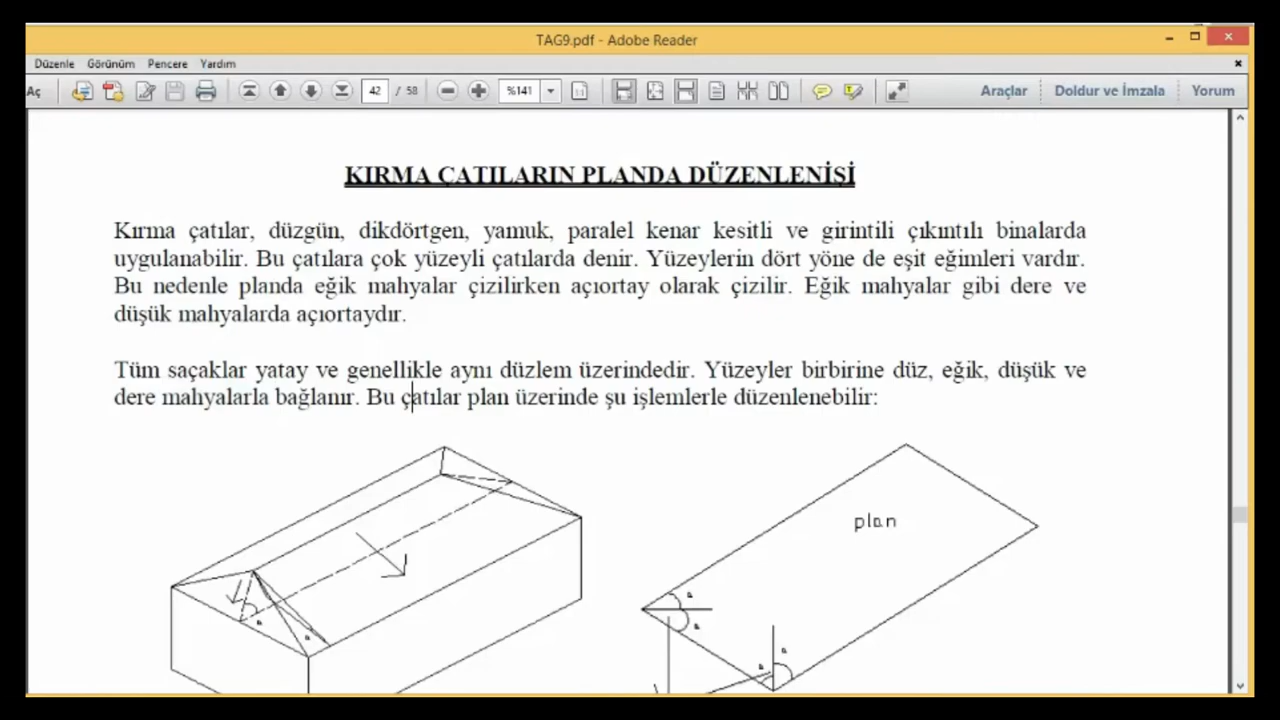 TAG9.pdf - Adobe Reader
Düzenle Görünüm Pencere Yardım
Aç 42 / 58 %141 Araçlar Doldur ve İmzala Yorum
KIRMA ÇATILARIN PLANDA DÜZENLENİŞİ
Kırma çatılar, düzgün, dikdörtgen, yamuk, paralel kenar kesitli ve girintili çıkıntılı binalarda
uygulanabilir. Bu çatılara çok yüzeyli çatılarda denir. Yüzeylerin dört yöne de eşit eğimleri vardır.
Bu nedenle planda eğik mahyalar çizilirken açıortay olarak çizilir. Eğik mahyalar gibi dere ve
düşük mahyalarda açıortaydır.
Tüm saçaklar yatay ve genellikle aynı düzlem üzerindedir. Yüzeyler birbirine düz, eğik, düşük ve
dere mahyalarla bağlanır. Bu çatılar plan üzerinde şu işlemlerle düzenlenebilir:
plan